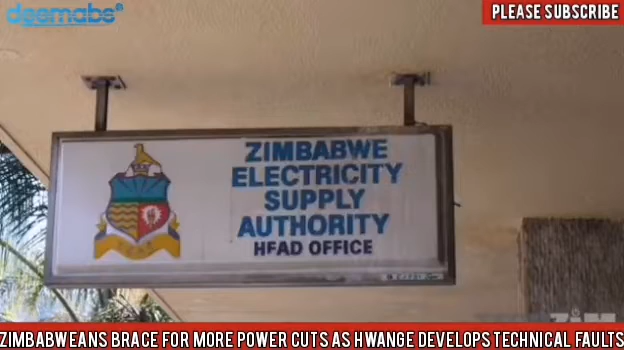 deemabs
PLEASE SUBSCRIBE
ZIMBABWE
ELECTRICITY
SUPPLY
AUTHORITY
HEAD OFFICE
ZIMBABWEANS BRACE FOR MORE POWER CUTS AS HWANGE DEVELOPS TECHNICAL FAULTS